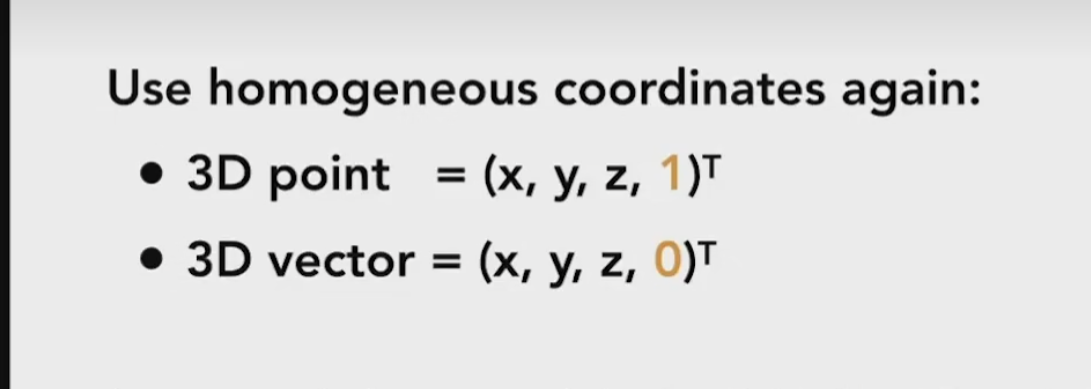 Use homogeneous coordinates again:
• 3D point = (x, y, z, 1)ᵀ
• 3D vector = (x, y, z, 0)ᵀ